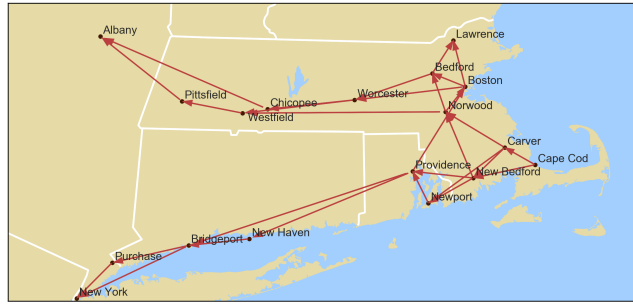 Albany
Lawrence
Bedford
Boston
Pittsfield
Chicopee
Worcester
Westfield
Norwood
Carver
Providence
Cape Cod
New Bedford
Newport
New Haven
Bridgeport
Purchase
New York